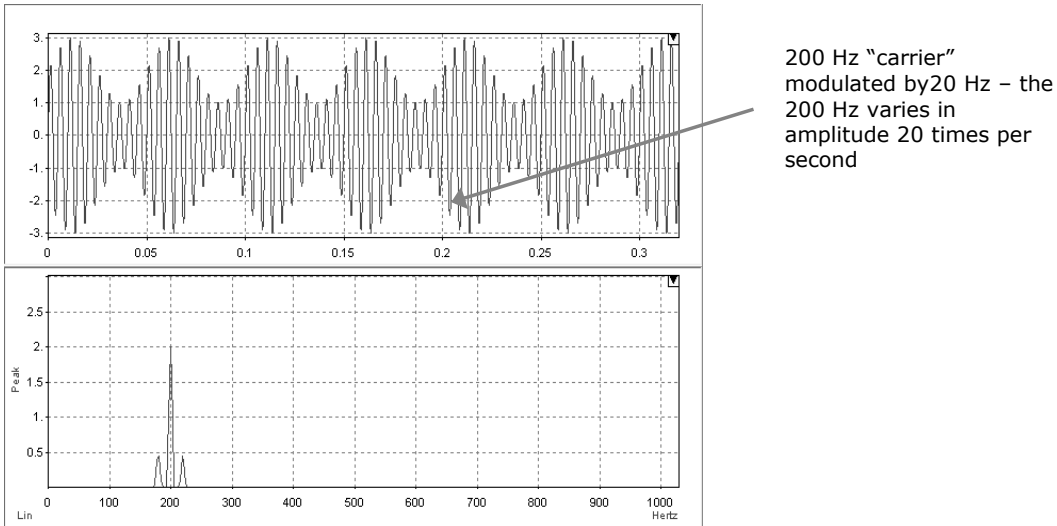 3.
2.
1.
0.
-1.
-2.
-3.
0 0.05 0.1 0.15 0.2 0.25 0.3
200 Hz “carier”
modulated by20 Hz – the
200 Hz varies in
amplitude 20 times per
second
2.5
2.
1.5
1.
0.5
Peak
0 100 200 300 400 500 600 700 800 900 1000
Lin Hertz